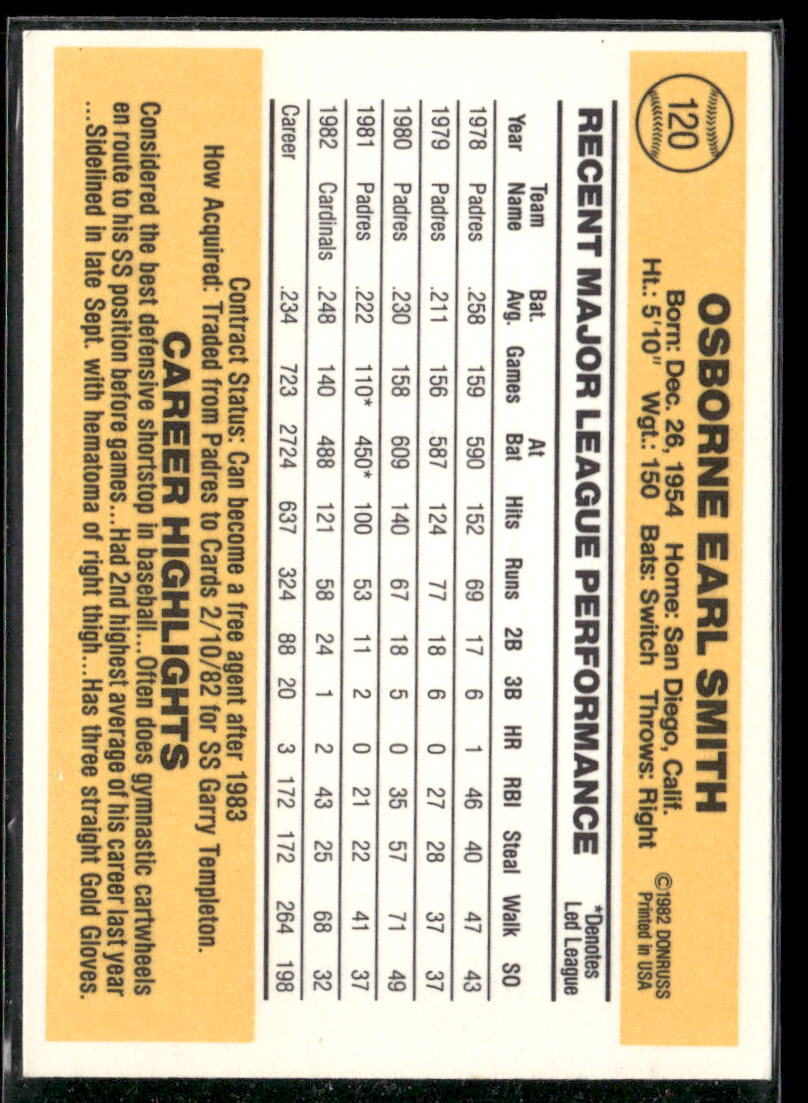 120
OSBORNE EARL SMITH
Born: Dec. 26, 1954 Home: San Diego, Calif.
Ht.: 5'10" Wgt.: 150 Bats: Switch Throws: Right
©1982 DONRUSS
Printed in USA
RECENT MAJOR LEAGUE PERFORMANCE
*Denotes
Led League
Year Team Name Bat. Avg. Games At Bat Hits Runs 2B 3B HR RBI Steal Walk SO
1978 Padres .258 159 590 152 69 17 6 1 46 40 47 43
1979 Padres .211 156 587 124 77 18 6 0 27 28 37 37
1980 Padres .230 158 609 140 67 18 5 0 35 57 71 49
1981 Padres .222 110* 450* 100 53 11 2 0 21 22 41 37
1982 Cardinals .248 140 488 121 58 24 1 2 43 25 68 32
Career .234 723 2724 637 324 88 20 3 172 172 264 198
Contract Status: Can become a free agent after 1983
How Acquired: Traded from Padres to Cards 2/10/82 for SS Garry Templeton.
CAREER HIGHLIGHTS
Considered the best defensive shortstop in baseball...Often does gymnastic cartwheels
en route to his SS position before games...Had 2nd highest average of his career last year
...Sidelined in late Sept. with hematoma of right thigh...Has three straight Gold Gloves.